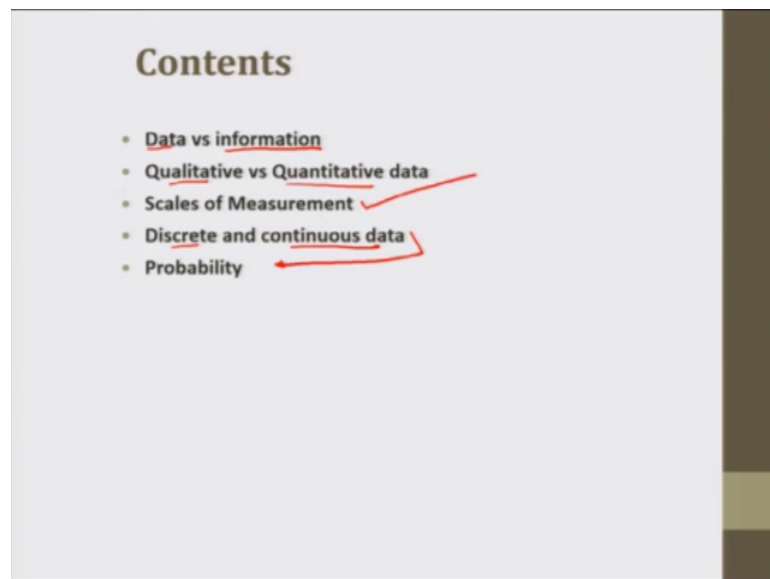 Contents
• Data vs information
• Qualitative vs Quantitative data
• Scales of Measurement
• Discrete and continuous data
• Probability